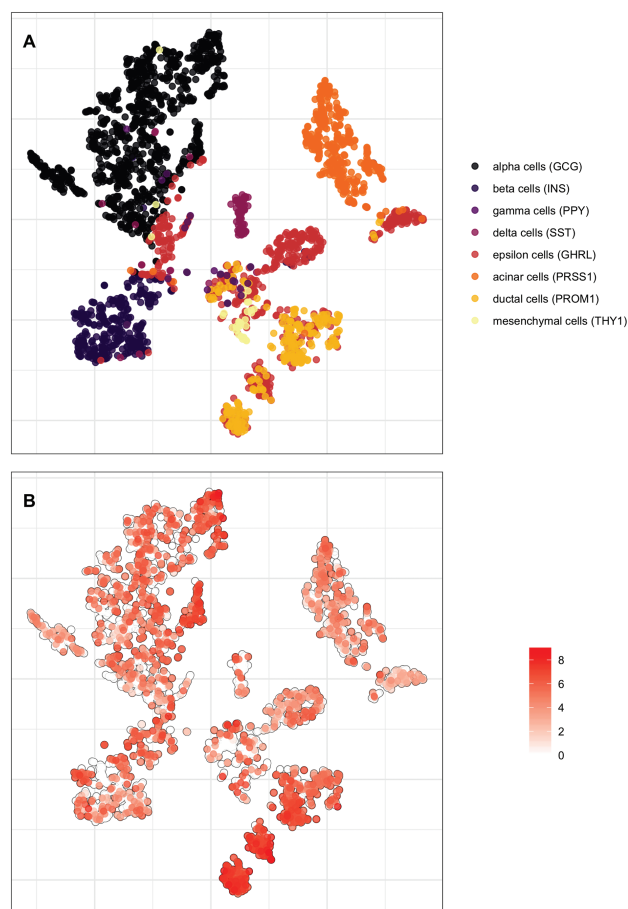 A
alpha cells (GCG)
beta cells (INS)
gamma cells (PPY)
delta cells (SST)
epsilon cells (GHRL)
acinar cells (PRSS1)
ductal cells (PROM1)
mesenchymal cells (THY1)
B
8
6
4
2
0